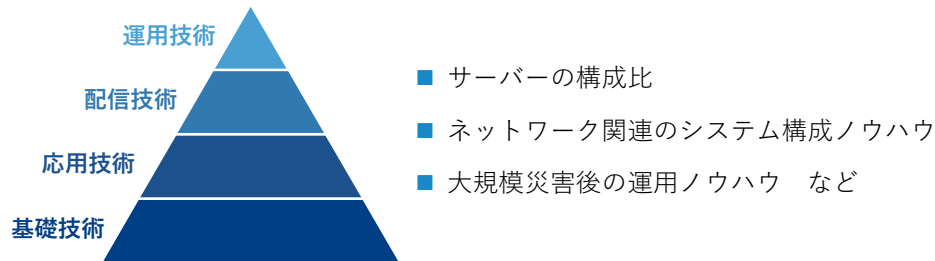 運用技術
配信技術
応用技術
基礎技術
■ サーバーの構成比
■ ネットワーク関連のシステム構成ノウハウ
■ 大規模災害後の運用ノウハウ　など